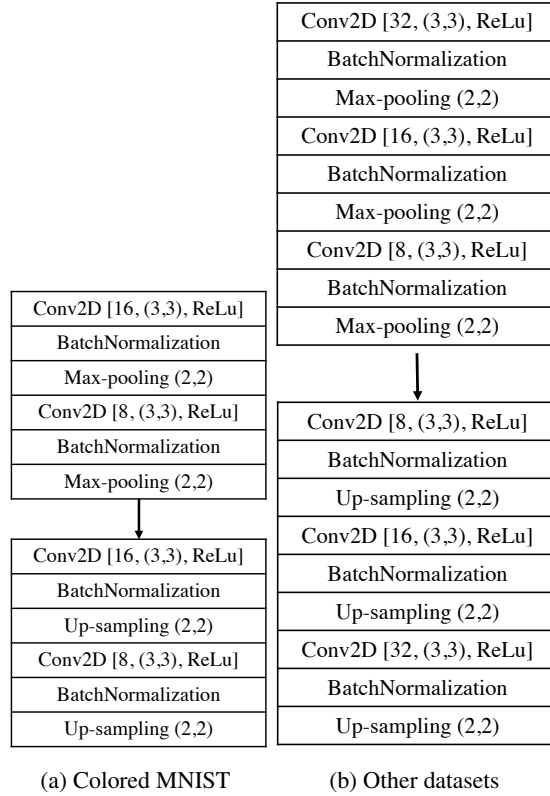 Conv2D [16, (3,3), ReLu]
BatchNormalization
Max-pooling (2,2)
Conv2D [8, (3,3), ReLu]
BatchNormalization
Max-pooling (2,2)
Conv2D [16, (3,3), ReLu]
BatchNormalization
Up-sampling (2,2)
Conv2D [8, (3,3), ReLu]
BatchNormalization
Up-sampling (2,2)
(a) Colored MNIST
Conv2D [32, (3,3), ReLu]
BatchNormalization
Max-pooling (2,2)
Conv2D [16, (3,3), ReLu]
BatchNormalization
Max-pooling (2,2)
Conv2D [8, (3,3), ReLu]
BatchNormalization
Max-pooling (2,2)
Conv2D [8, (3,3), ReLu]
BatchNormalization
Up-sampling (2,2)
Conv2D [16, (3,3), ReLu]
BatchNormalization
Up-sampling (2,2)
Conv2D [32, (3,3), ReLu]
BatchNormalization
Up-sampling (2,2)
(b) Other datasets